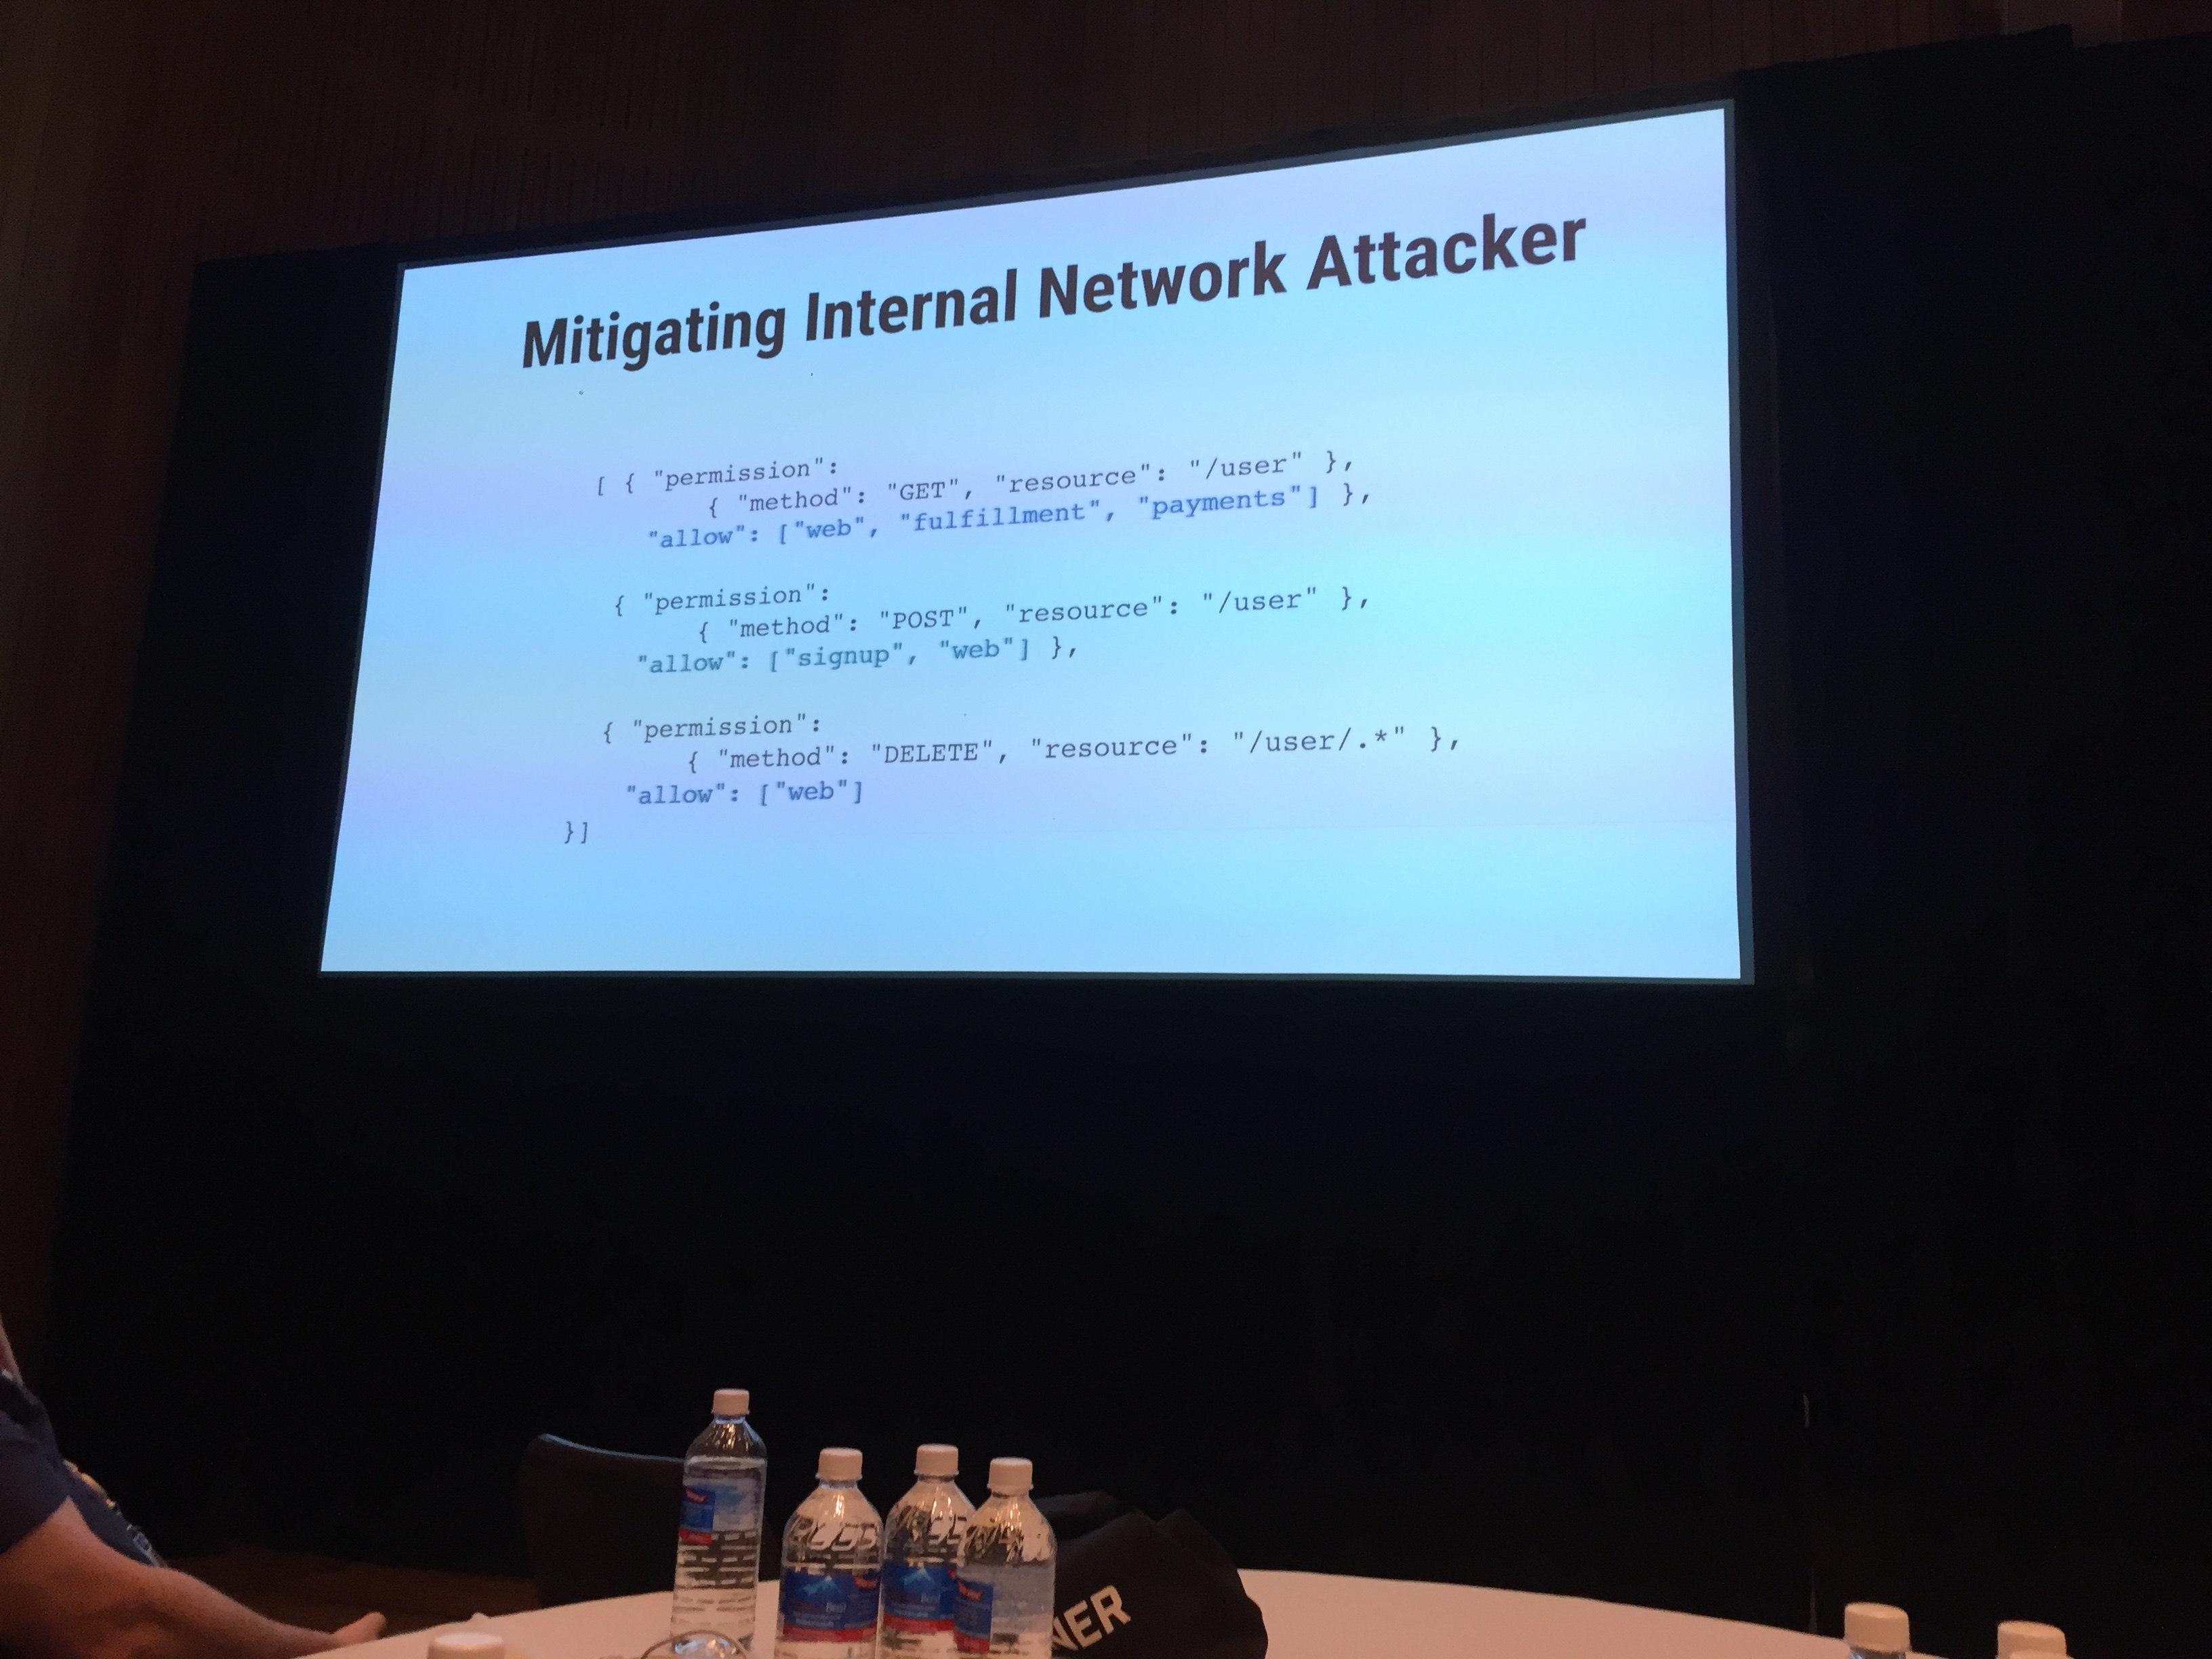 Mitigating Internal Network Attacker
[ { "permission":
{ "method": "GET", "resource": "/user" },
"allow": ["web", "fulfillment", "payments"] },
{ "permission":
{ "method": "POST", "resource": "/user" },
"allow": ["signup", "web"] },
{ "permission":
{ "method": "DELETE", "resource": "/user/.*" },
"allow": ["web"]
}]
NER